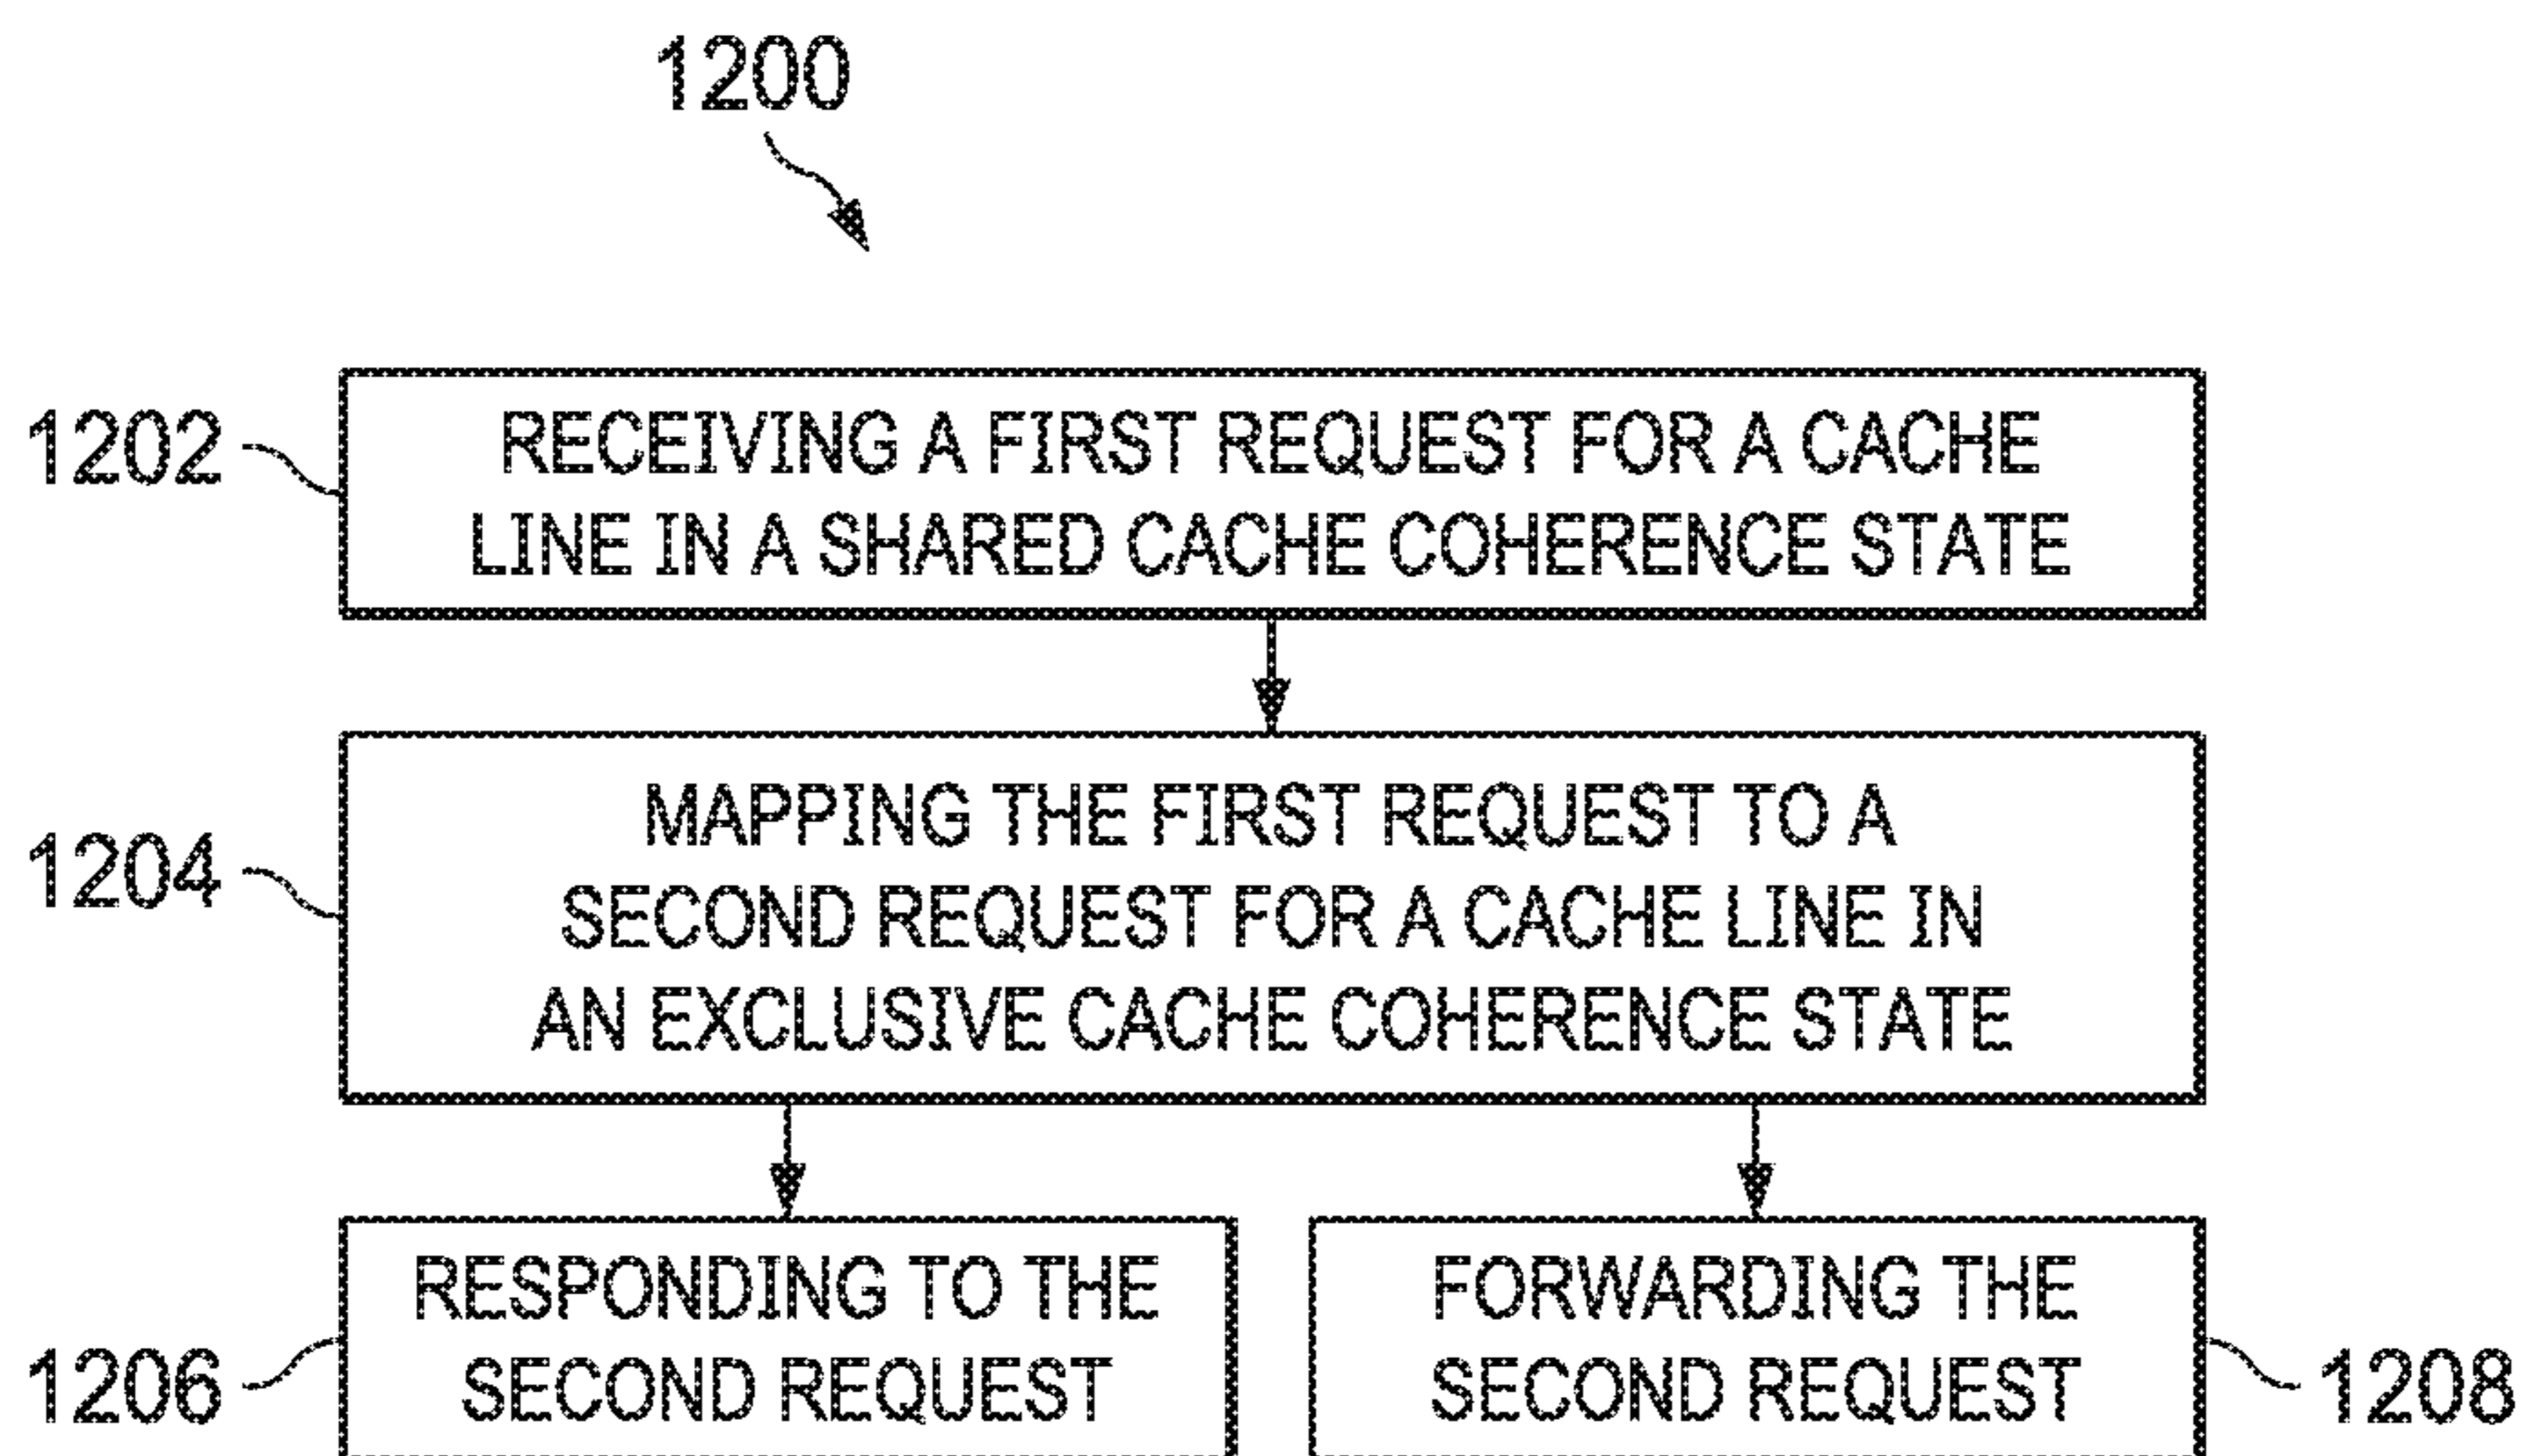 1200
1202
RECEIVING A FIRST REQUEST FOR A CACHE
LINE IN A SHARED CACHE COHERENCE STATE
1204
MAPPING THE FIRST REQUEST TO A
SECOND REQUEST FOR A CACHE LINE IN
AN EXCLUSIVE CACHE COHERENCE STATE
1206
RESPONDING TO THE
SECOND REQUEST
FORWARDING THE
SECOND REQUEST
1208